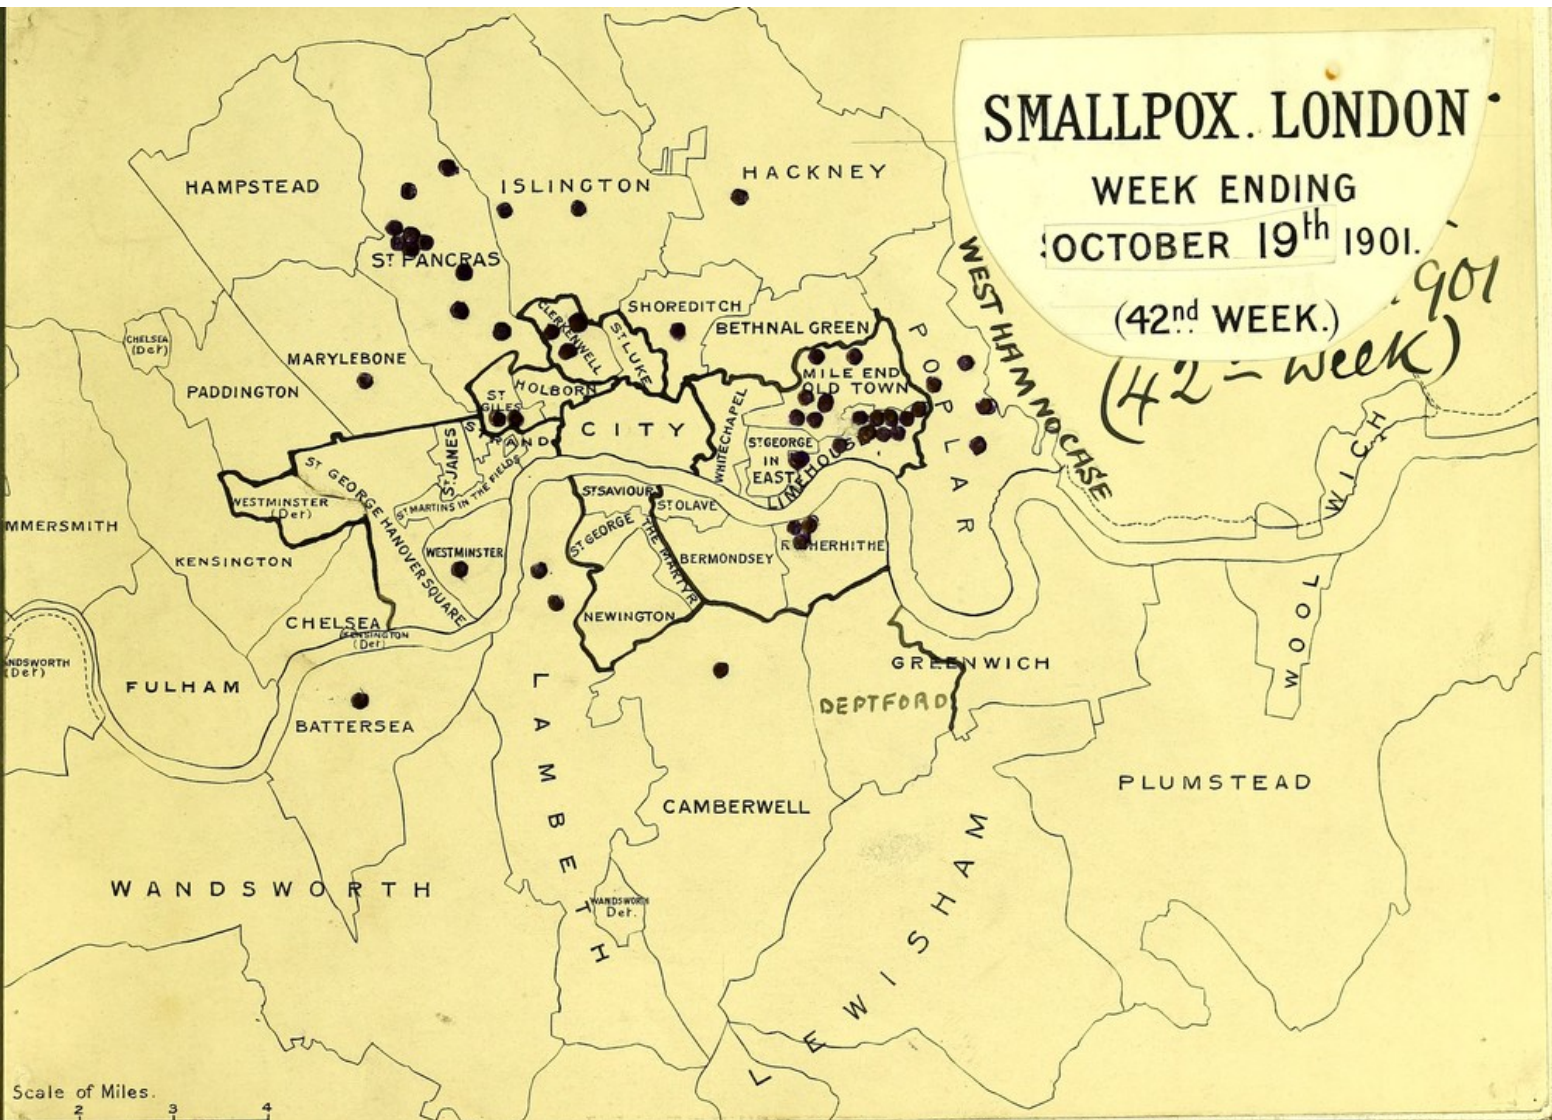 SMALLPOX. LONDON
WEEK ENDING
OCTOBER 19th 1901.
(42nd WEEK.)
901
(42nd Week)
HAMPSTEAD
ISLINGTON
HACKNEY
ST PANCRAS
WEST HAM NO CASE
SHOREDITCH
CLERKENWELL
ST LUKE
BETHNAL GREEN
POPLAR
CHELSEA
(Det)
MARYLEBONE
PADDINGTON
HOLBORN
ST
GILES
MILE END
OLD TOWN
STRAND
CITY
WHITECHAPEL
ST GEORGE
IN
EAST
LIMEHOUSE
ST JANES
ST MARTINS IN THE FIELDS
ST GEORGE HANOVER SQUARE
WESTMINSTER
(Det)
MMERSMITH
KENSINGTON
WESTMINSTER
ST SAVIOUR
ST OLAVE
ST GEORGE THE MARTYR
BERMONDSEY
R HERHITHE
NEWINGTON
CHELSEA
KENSINGTON
(Det)
WOOLWICH
NDSWORTH
(Det)
FULHAM
BATTERSEA
LAMBETH
GREENWICH
DEPTFORD
PLUMSTEAD
CAMBERWELL
WANDSWORTH
WANDSWORTH
Det.
LEWISHAM
Scale of Miles.
2 3 4